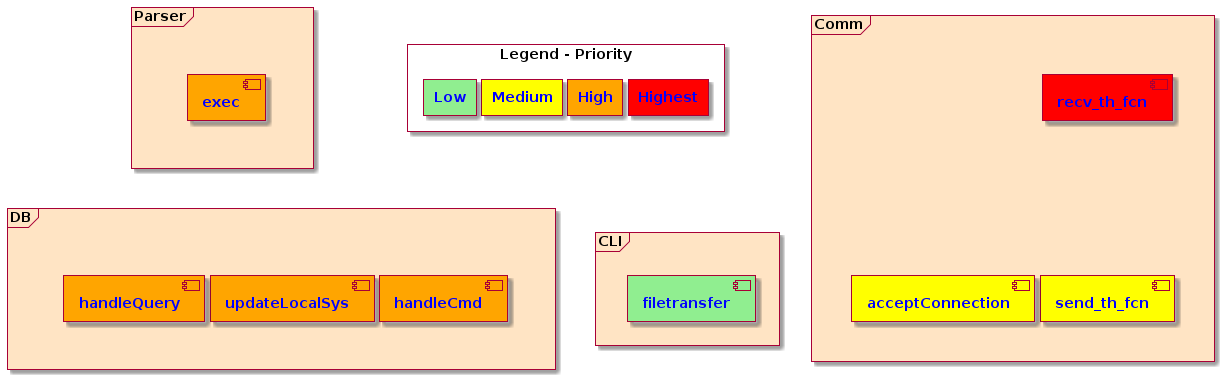 Parser
exec
Legend - Priority
Low
Medium
High
Highest
Comm
recv_th_fcn
acceptConnection
send_th_fcn
DB
handleQuery
updateLocalSys
handleCmd
CLI
filetransfer